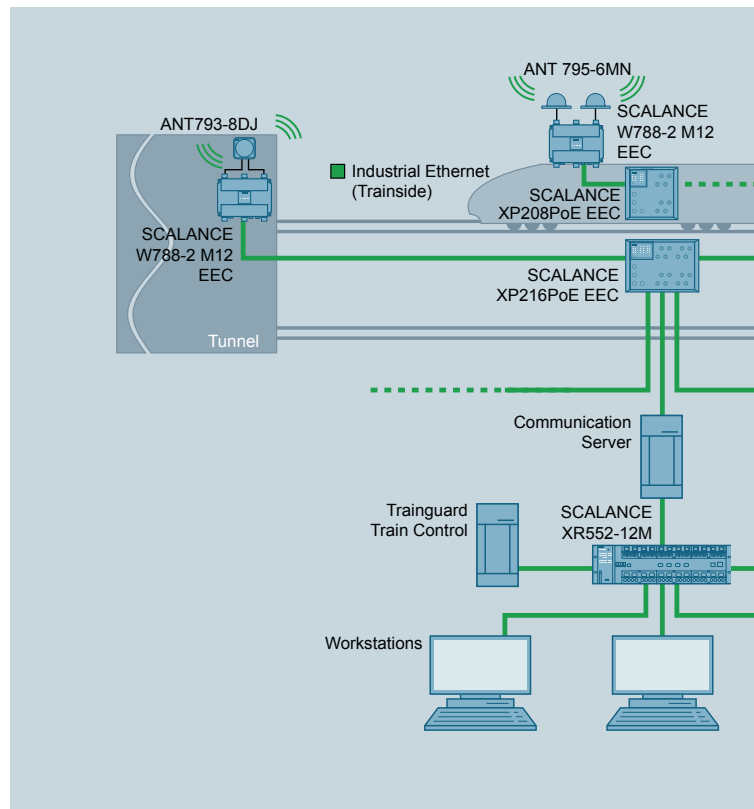 ANT 795-6MN
SCALANCE
W788-2 M12
EEC
ANT793-8DJ
Industrial Ethernet
(Trainside)
SCALANCE
XP208PoE EEC
SCALANCE
W788-2 M12
EEC
SCALANCE
XP216PoE EEC
Tunnel
Communication
Server
Trainguard
Train Control
SCALANCE
XR552-12M
Workstations